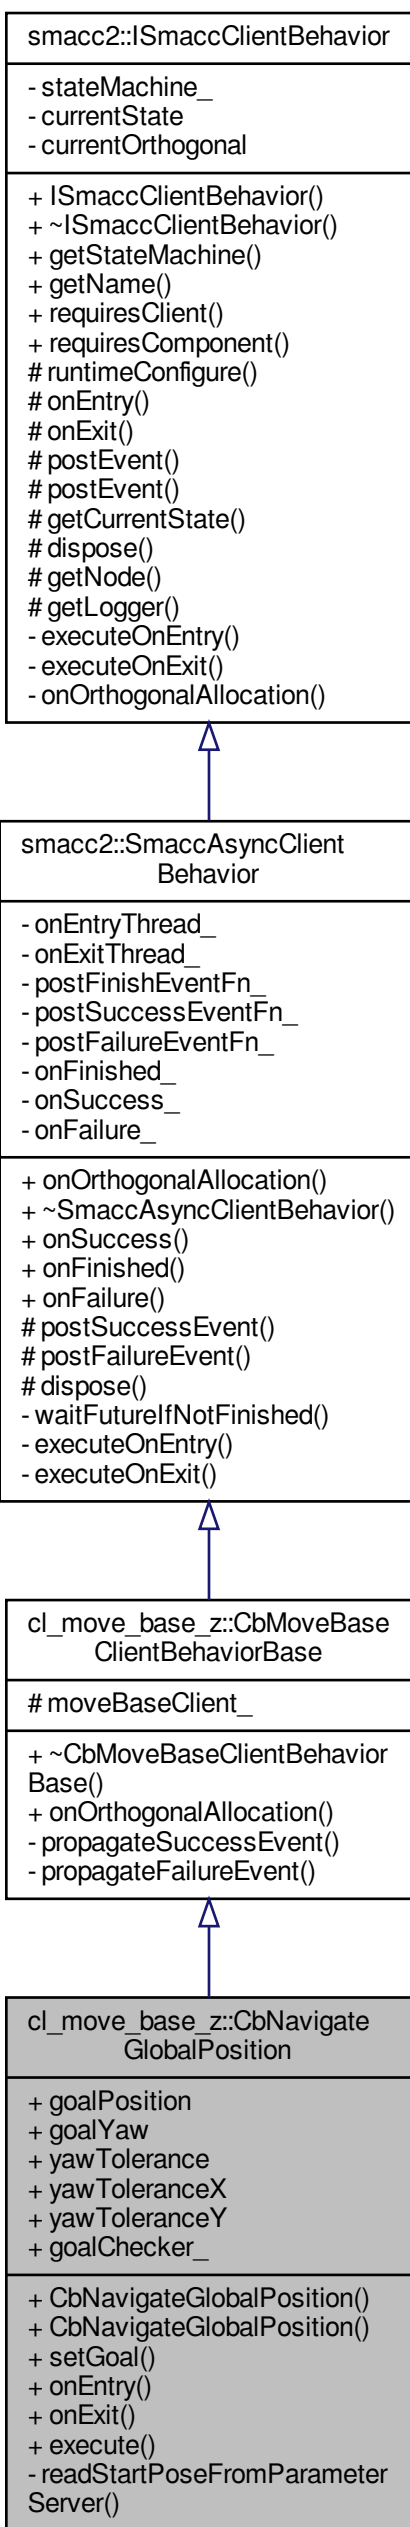 smacc2::ISmaccClientBehavior
- stateMachine_
- currentState
- currentOrthogonal
+ ISmaccClientBehavior()
+ ~ISmaccClientBehavior()
+ getStateMachine()
+ getName()
+ requiresClient()
+ requiresComponent()
# runtimeConfigure()
# onEntry()
# onExit()
# postEvent()
# postEvent()
# getCurrentState()
# dispose()
# getNode()
# getLogger()
- executeOnEntry()
- executeOnExit()
- onOrthogonalAllocation()
smacc2::SmaccAsyncClient
Behavior
- onEntryThread_
- onExitThread_
- postFinishEventFn_
- postSuccessEventFn_
- postFailureEventFn_
- onFinished_
- onSuccess_
- onFailure_
+ onOrthogonalAllocation()
+ ~SmaccAsyncClientBehavior()
+ onSuccess()
+ onFinished()
+ onFailure()
# postSuccessEvent()
# postFailureEvent()
# dispose()
- waitFutureIfNotFinished()
- executeOnEntry()
- executeOnExit()
cl_move_base_z::CbMoveBase
ClientBehaviorBase
# moveBaseClient_
+ ~CbMoveBaseClientBehavior
Base()
+ onOrthogonalAllocation()
- propagateSuccessEvent()
- propagateFailureEvent()
cl_move_base_z::CbNavigate
GlobalPosition
+ goalPosition
+ goalYaw
+ yawTolerance
+ yawToleranceX
+ yawToleranceY
+ goalChecker_
+ CbNavigateGlobalPosition()
+ CbNavigateGlobalPosition()
+ setGoal()
+ onEntry()
+ onExit()
+ execute()
- readStartPoseFromParameter
Server()